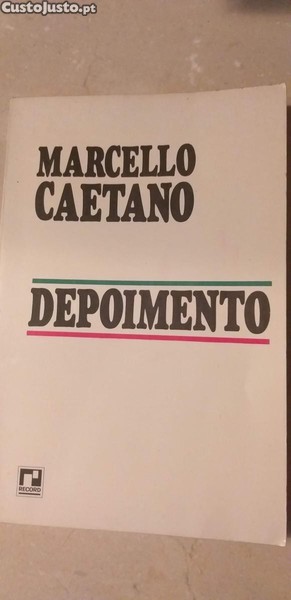 CustoJusto.pt
MARCELLO
CAETANO
DEPOIMENTO
RECORD